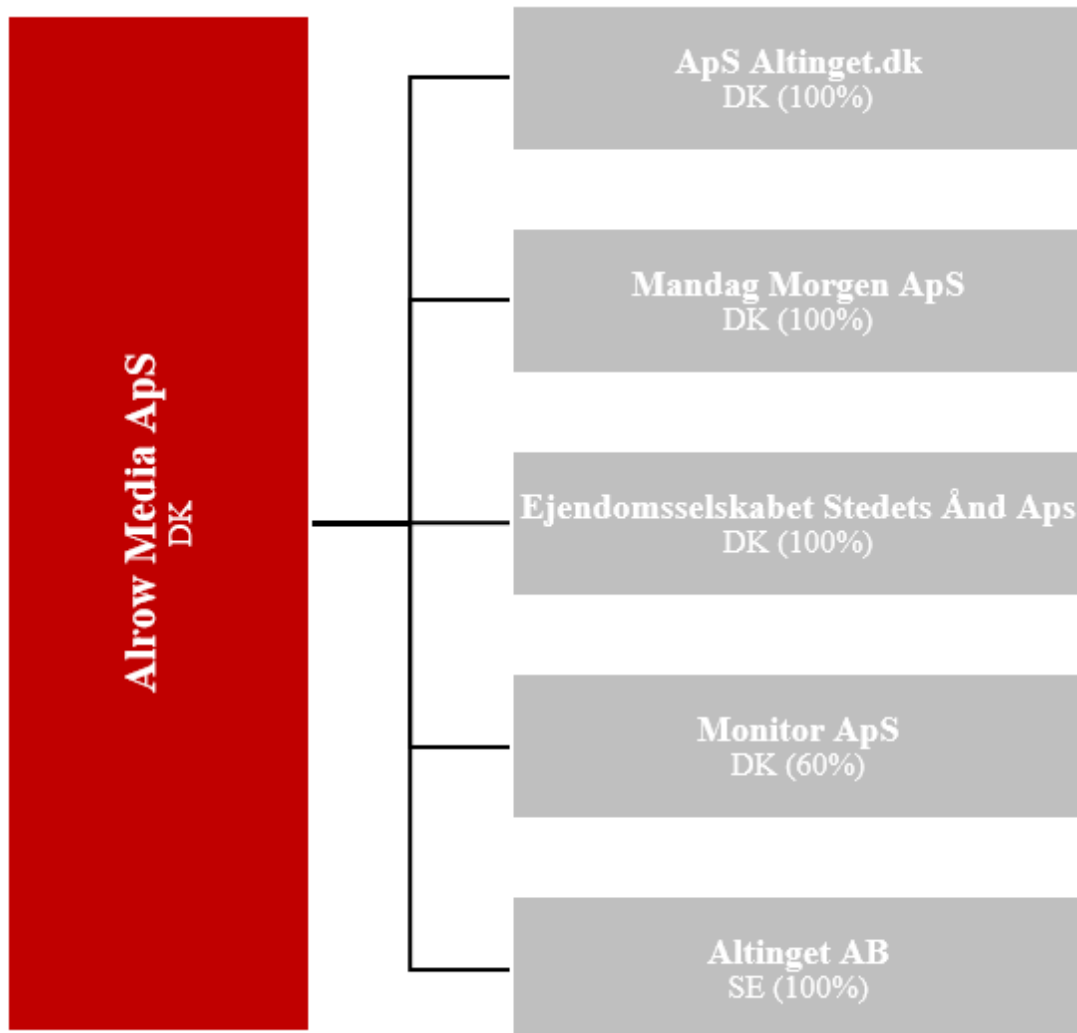 Alrow Media ApS
DK
ApS Altinget.dk
DK (100%)
Mandag Morgen ApS
DK (100%)
Ejendomsselskabet Stedets Ånd Aps
DK (100%)
Monitor ApS
DK (60%)
Altinget AB
SE (100%)